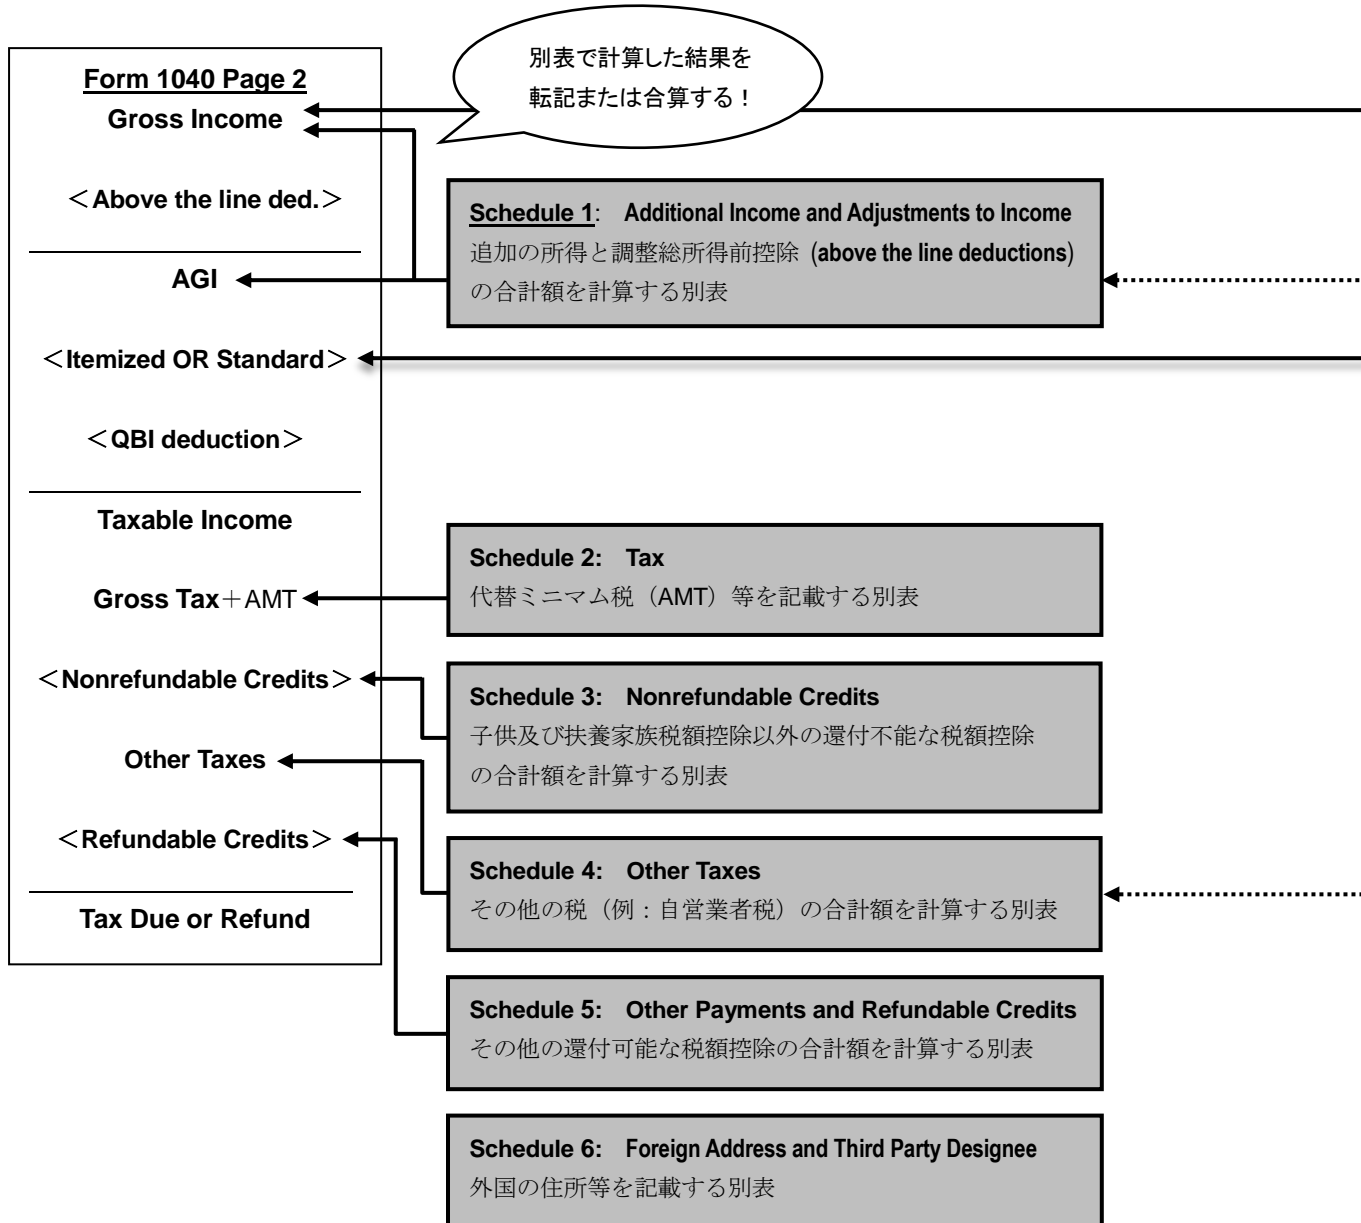 別表で計算した結果を
転記または合算する！
Form 1040 Page 2
Gross Income
＜Above the line ded.＞
AGI
＜Itemized OR Standard＞
＜QBI deduction＞
Taxable Income
Gross Tax＋AMT
＜Nonrefundable Credits＞
Other Taxes
＜Refundable Credits＞
Tax Due or Refund
Schedule 1: Additional Income and Adjustments to Income
追加の所得と調整総所得前控除 (above the line deductions)
の合計額を計算する別表
Schedule 2: Tax
代替ミニマム税（AMT）等を記載する別表
Schedule 3: Nonrefundable Credits
子供及び扶養家族税額控除以外の還付不能な税額控除
の合計額を計算する別表
Schedule 4: Other Taxes
その他の税（例：自営業者税）の合計額を計算する別表
Schedule 5: Other Payments and Refundable Credits
その他の還付可能な税額控除の合計額を計算する別表
Schedule 6: Foreign Address and Third Party Designee
外国の住所等を記載する別表